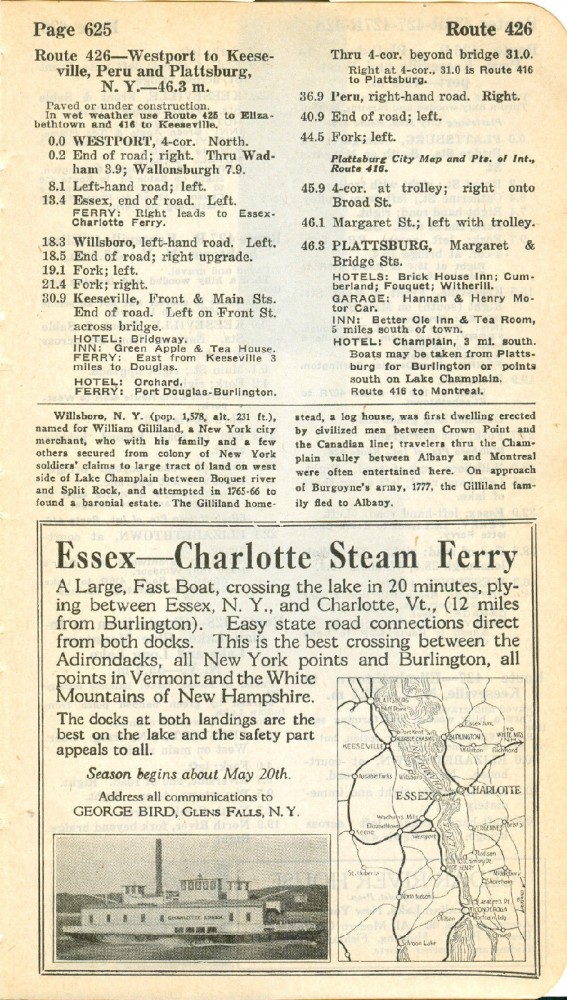 Page 625
Route 426
Route 426—Westport to Keese-
ville, Peru and Plattsburg,
N. Y.—46.3 m.
Paved or under construction.
In wet weather use Route 425 to Eliza-
bethtown and 416 to Keeseville.
0.0 WESTPORT, 4-cor. North.
0.2 End of road; right. Thru Wad-
ham 3.9; Wallonsburgh 7.9.
8.1 Left-hand road; left.
13.4 Essex, end of road. Left.
FERRY: Right leads to Essex-
Charlotte Ferry.
18.3 Willsboro, left-hand road. Left.
18.5 End of road; right upgrade.
19.1 Fork; left.
21.4 Fork; right.
30.9 Keeseville, Front & Main Sts.
End of road. Left on Front St.
across bridge.
HOTEL: Bridgway.
INN: Green Apple & Tea House.
FERRY: East from Keeseville 3
miles to Douglas.
HOTEL: Orchard.
FERRY: Port Douglas-Burlington.
Thru 4-cor. beyond bridge 31.0.
Right at 4-cor., 31.0 is Route 416
to Plattsburg.
36.9 Peru, right-hand road. Right.
40.9 End of road; left.
44.5 Fork; left.
Plattsburg City Map and Pts. of Int.,
Route 416.
45.9 4-cor. at trolley; right onto
Broad St.
46.1 Margaret St.; left with trolley.
46.3 PLATTSBURG, Margaret &
Bridge Sts.
HOTELS: Brick House Inn; Cum-
berland; Fouquet; Witherill.
GARAGE: Hannan & Henry Mo-
tor Car.
INN: Better Ole Inn & Tea Room,
5 miles south of town.
HOTEL: Champlain, 3 mi. south.
Boats may be taken from Platts-
burg for Burlington or points
south on Lake Champlain.
Route 416 to Montreal.
Willsboro, N. Y. (pop. 1,578, alt. 231 ft.),
named for William Gilliland, a New York city
merchant, who with his family and a few
others secured from colony of New York
soldiers' claims to large tract of land on west
side of Lake Champlain between Boquet river
and Split Rock, and attempted in 1765-66 to
found a baronial estate. The Gilliland home-
stead, a log house, was first dwelling erected
by civilized men between Crown Point and
the Canadian line; travelers thru the Cham-
plain valley between Albany and Montreal
were often entertained here. On approach
of Burgoyne's army, 1777, the Gilliland fam-
ily fled to Albany.
Essex—Charlotte Steam Ferry
A Large, Fast Boat, crossing the lake in 20 minutes, ply-
ing between Essex, N. Y., and Charlotte, Vt., (12 miles
from Burlington). Easy state road connections direct
from both docks. This is the best crossing between the
Adirondacks, all New York points and Burlington, all
points in Vermont and the White
Mountains of New Hampshire.
The docks at both landings are the
best on the lake and the safety part
appeals to all.
Season begins about May 20th.
Address all communications to
GEORGE BIRD, GLENS FALLS, N. Y.
PLATTSBURG
Essex Jun.
BURLINGTON
KEESEVILLE
Williston
Richmond
Ausable Forks
Willsboro
ESSEX
CHARLOTTE
Elizabethtown
Westport
Keene
VERGENNES
Bristol
Middlebury
TICONDEROGA
Orwell
Schroon Lake
CHARLOTTE ESSEX